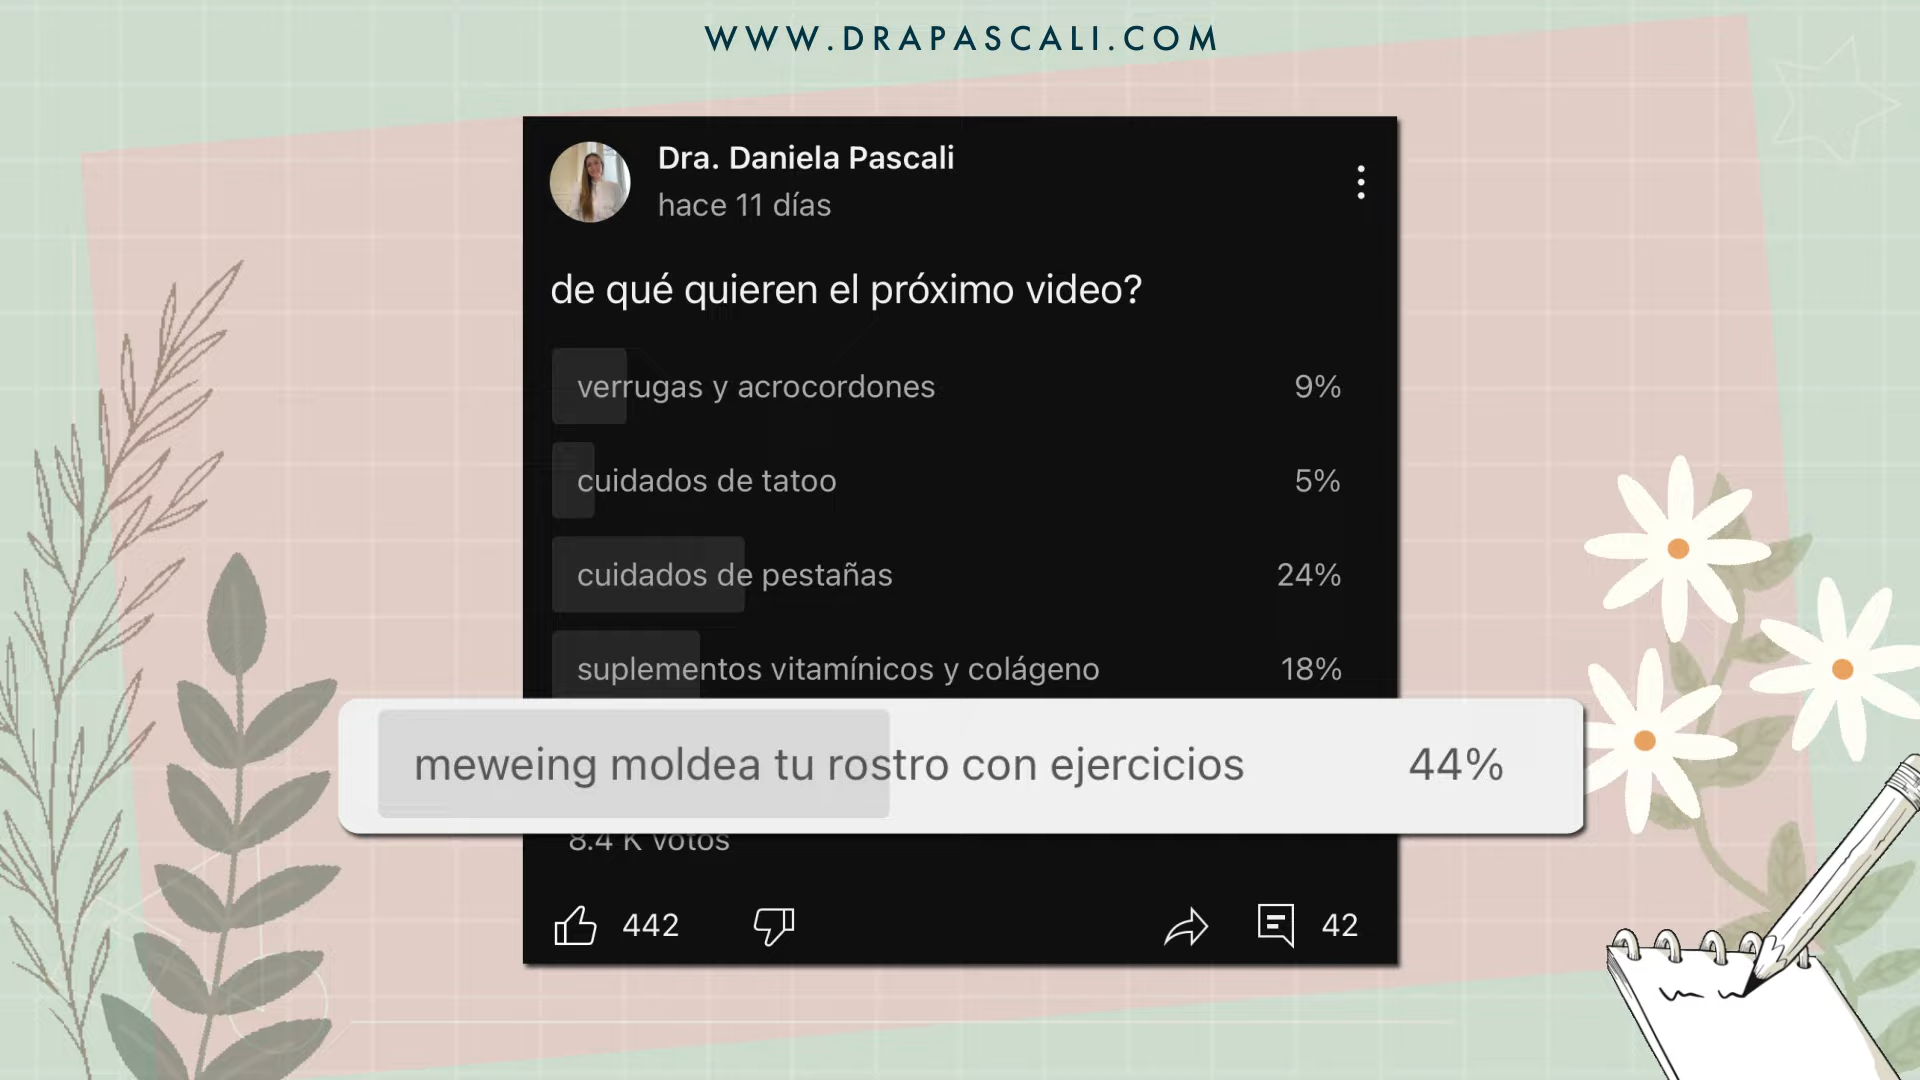 WWW.DRAPASCALI.COM
Dra. Daniela Pascali
hace 11 días
de qué quieren el próximo video?
verrugas y acrocordones 9%
cuidados de tatoo 5%
cuidados de pestañas 24%
suplementos vitamínicos y colágeno 18%
meweing moldea tu rostro con ejercicios 44%
8.4 K votos
442 42